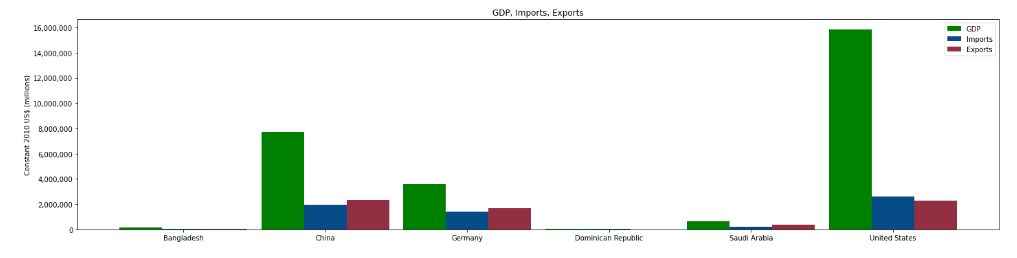 GDP, Imports, Exports
Constant 2010 US$ (millions)
16,000,000
14,000,000
12,000,000
10,000,000
8,000,000
6,000,000
4,000,000
2,000,000
0
GDP
Imports
Exports
Bangladesh China Germany Dominican Republic Saudi Arabia United States